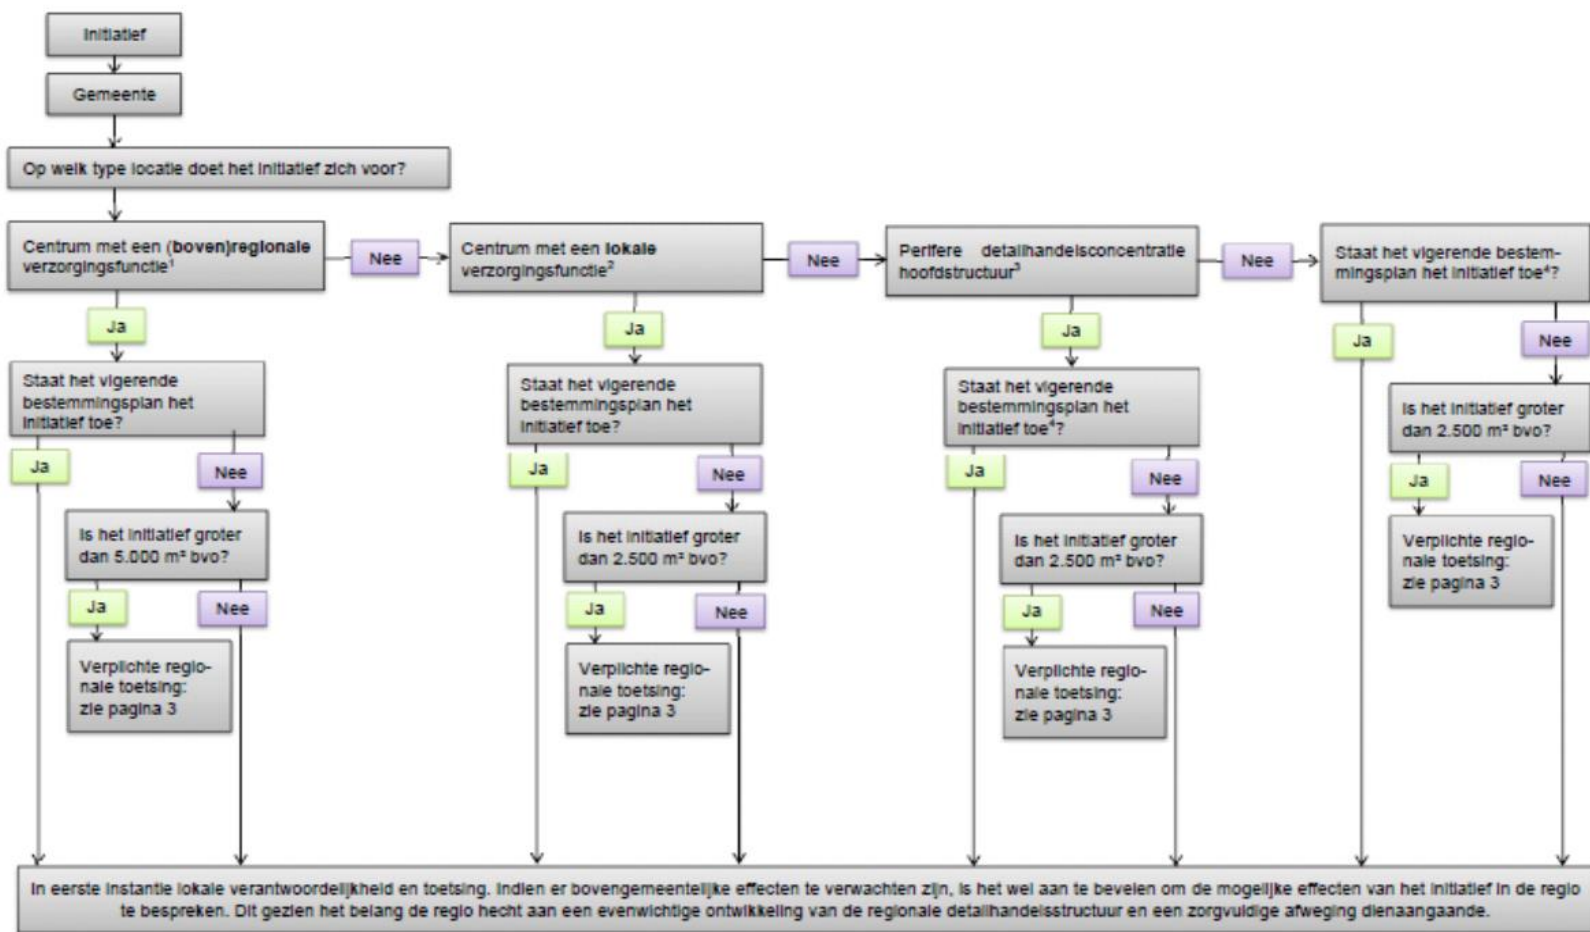 Initiatief
Gemeente
Op welk type locatie doet het initiatief zich voor?
Centrum met een (boven)regionale
verzorgingsfunctie¹
Nee
Centrum met een lokale
verzorgingsfunctie²
Nee
Perifere detailhandelsconcentratie
hoofdstructuur³
Nee
Staat het vigerende bestem-
mingsplan het initiatief toe⁴?
Ja
Staat het vigerende
bestemmingsplan het
initiatief toe?
Ja
Nee
Is het initiatief groter
dan 5.000 m² bvo?
Ja
Nee
Verplichte regio-
nale toetsing:
zie pagina 3
Ja
Staat het vigerende
bestemmingsplan het
initiatief toe?
Ja
Nee
Is het initiatief groter
dan 2.500 m² bvo?
Ja
Nee
Verplichte regio-
nale toetsing:
zie pagina 3
Ja
Staat het vigerende
bestemmingsplan het
initiatief toe⁴?
Ja
Nee
Is het initiatief groter
dan 2.500 m² bvo?
Ja
Nee
Verplichte regio-
nale toetsing:
zie pagina 3
Ja
Nee
Is het initiatief groter
dan 2.500 m² bvo?
Ja
Nee
Verplichte regio-
nale toetsing:
zie pagina 3
In eerste instantie lokale verantwoordelijkheid en toetsing. Indien er bovengemeentelijke effecten te verwachten zijn, is het wel aan te bevelen om de mogelijke effecten van het initiatief in de regio
te bespreken. Dit gezien het belang de regio hecht aan een evenwichtige ontwikkeling van de regionale detailhandelsstructuur en een zorgvuldige afweging dienaangaande.